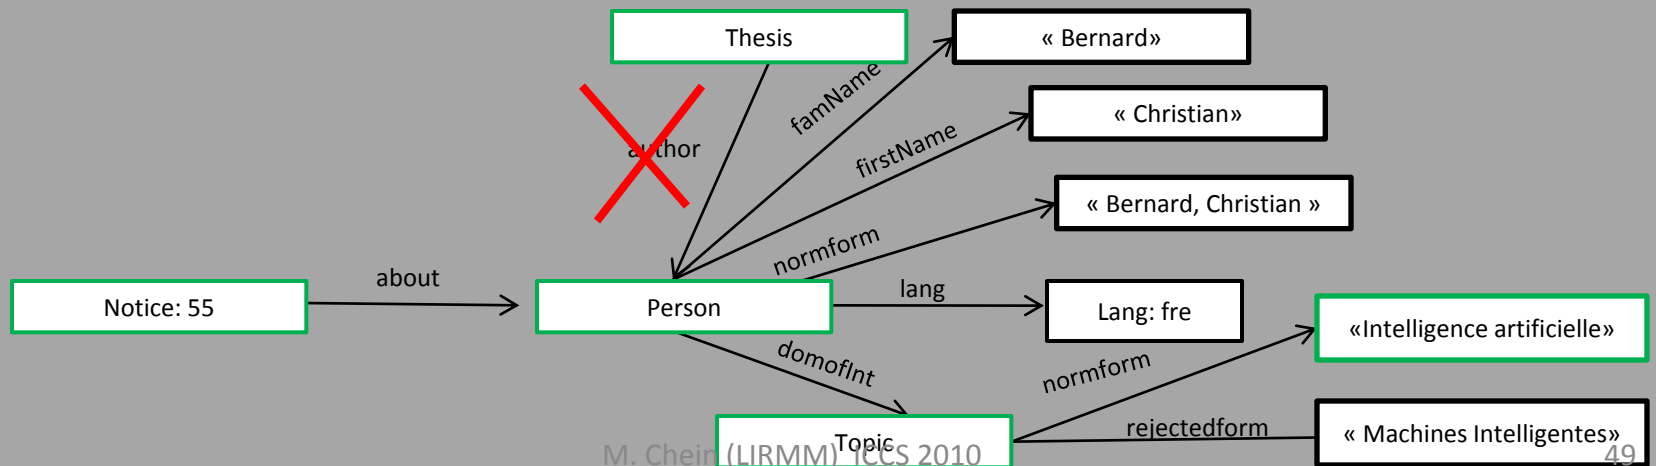 Thesis
« Bernard»
famName
« Christian»
author
firstName
« Bernard, Christian »
normform
about
lang
Notice: 55
Person
Lang: fre
«Intelligence artificielle»
domofInt
normform
rejectedform
« Machines Intelligentes»
Topic
M. Chein (LIRMM) ICCS 2010
49